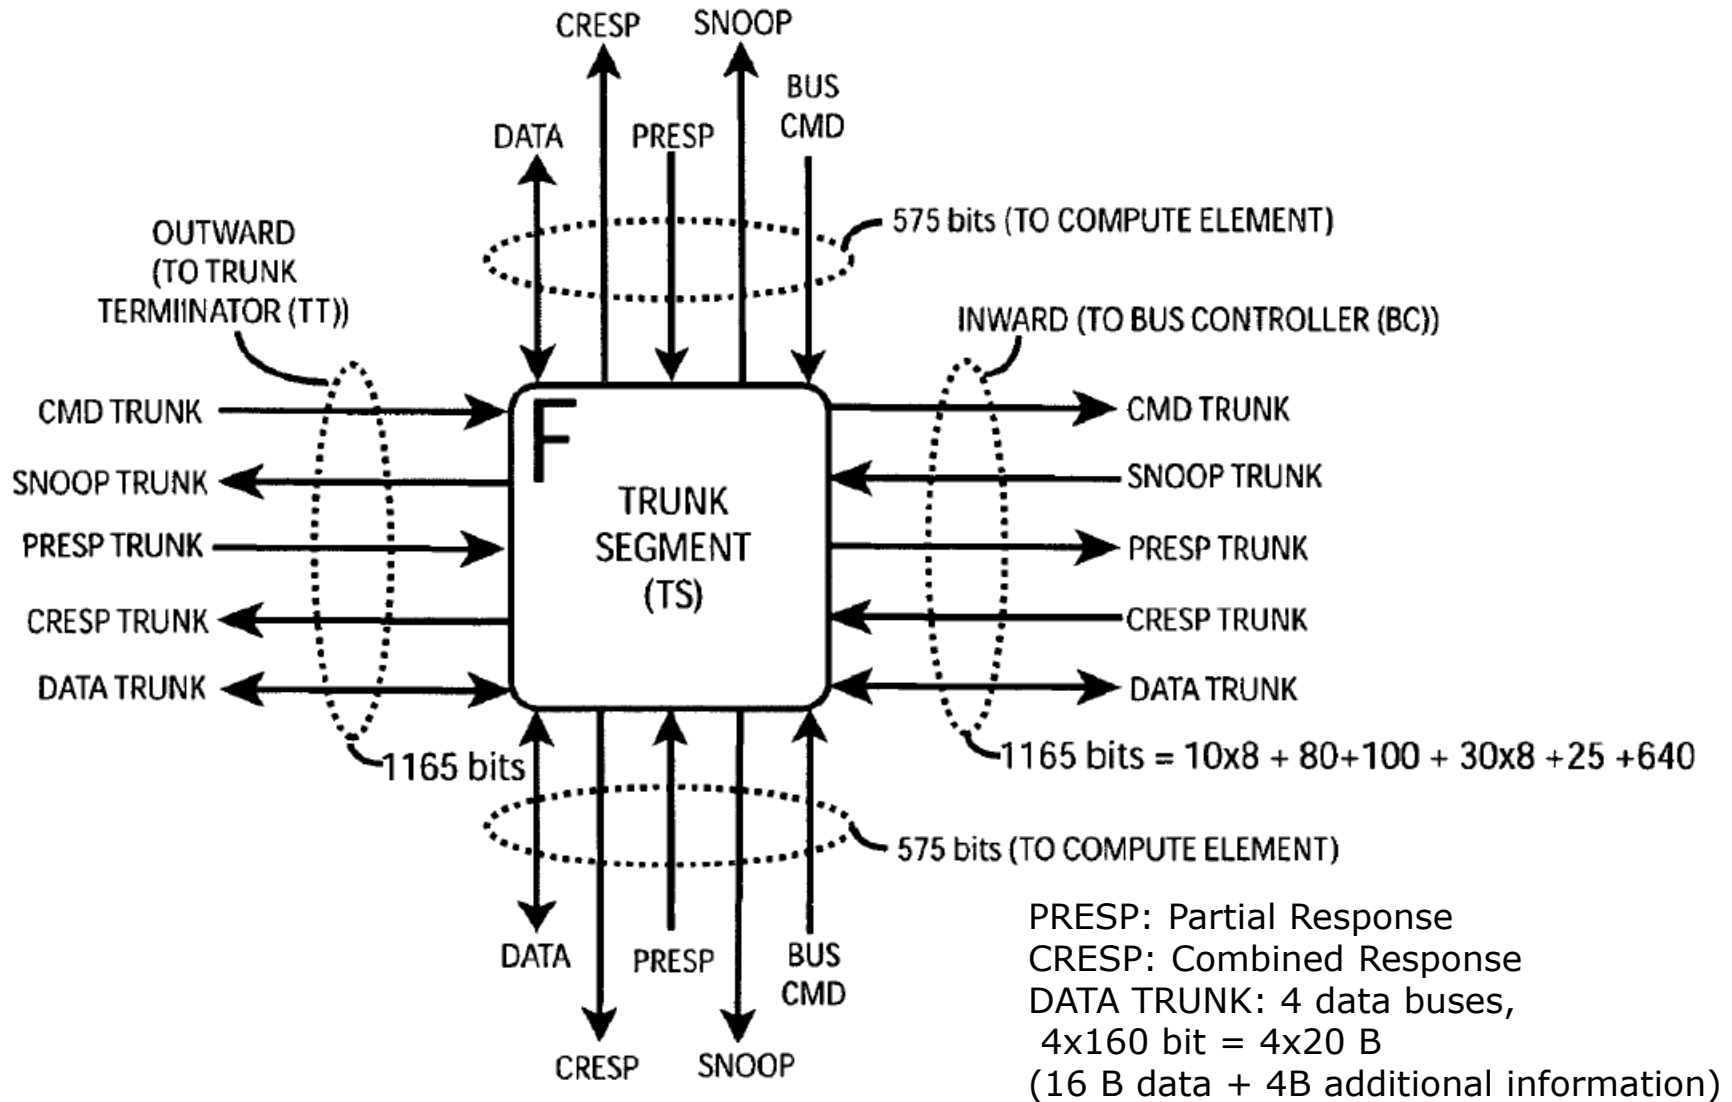 CRESP
SNOOP
BUS
CMD
DATA
PRESP
575 bits (TO COMPUTE ELEMENT)
OUTWARD
(TO TRUNK
TERMIINATOR (TT))
INWARD (TO BUS CONTROLLER (BC))
CMD TRUNK
SNOOP TRUNK
PRESP TRUNK
CRESP TRUNK
DATA TRUNK
F
TRUNK
SEGMENT
(TS)
CMD TRUNK
SNOOP TRUNK
PRESP TRUNK
CRESP TRUNK
DATA TRUNK
1165 bits
1165 bits = 10x8 + 80+100 + 30x8 +25 +640
575 bits (TO COMPUTE ELEMENT)
DATA
PRESP
BUS
CMD
CRESP
SNOOP
PRESP: Partial Response
CRESP: Combined Response
DATA TRUNK: 4 data buses,
4x160 bit = 4x20 B
(16 B data + 4B additional information)